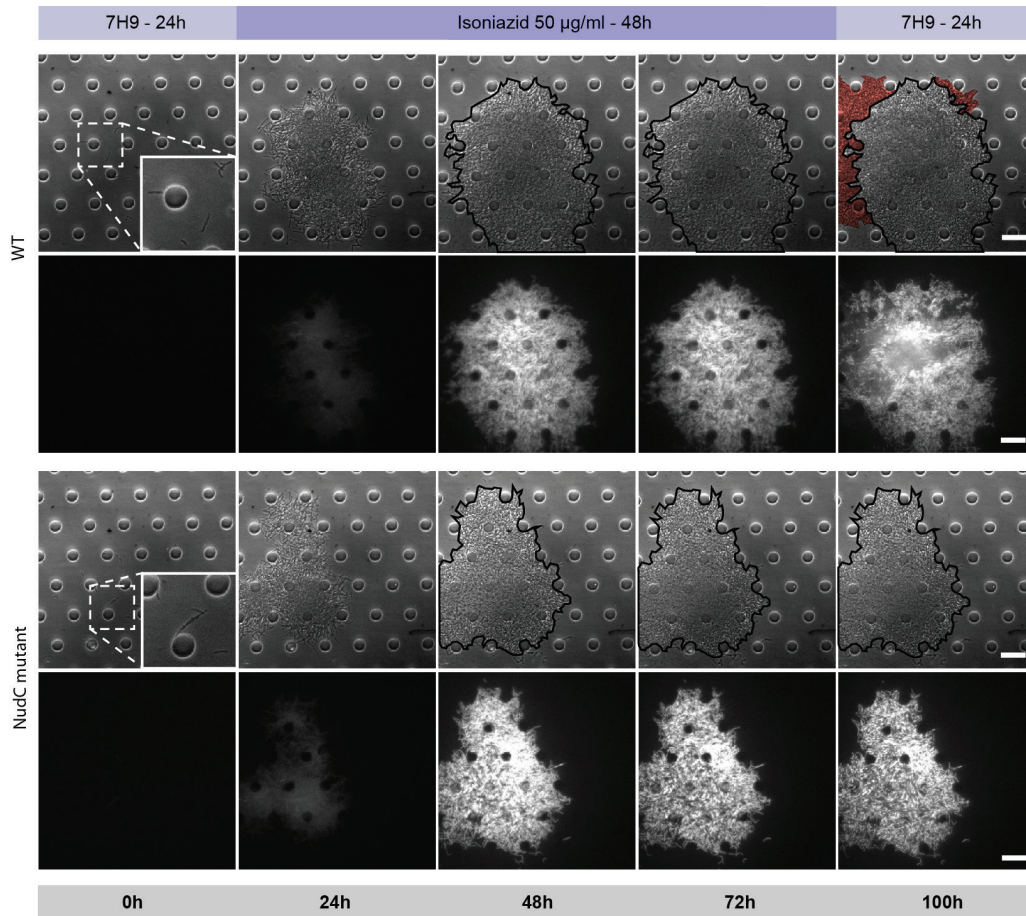 7H9 - 24h
Isoniazid 50 µg/ml - 48h
7H9 - 24h
WT
NudC mutant
0h
24h
48h
72h
100h